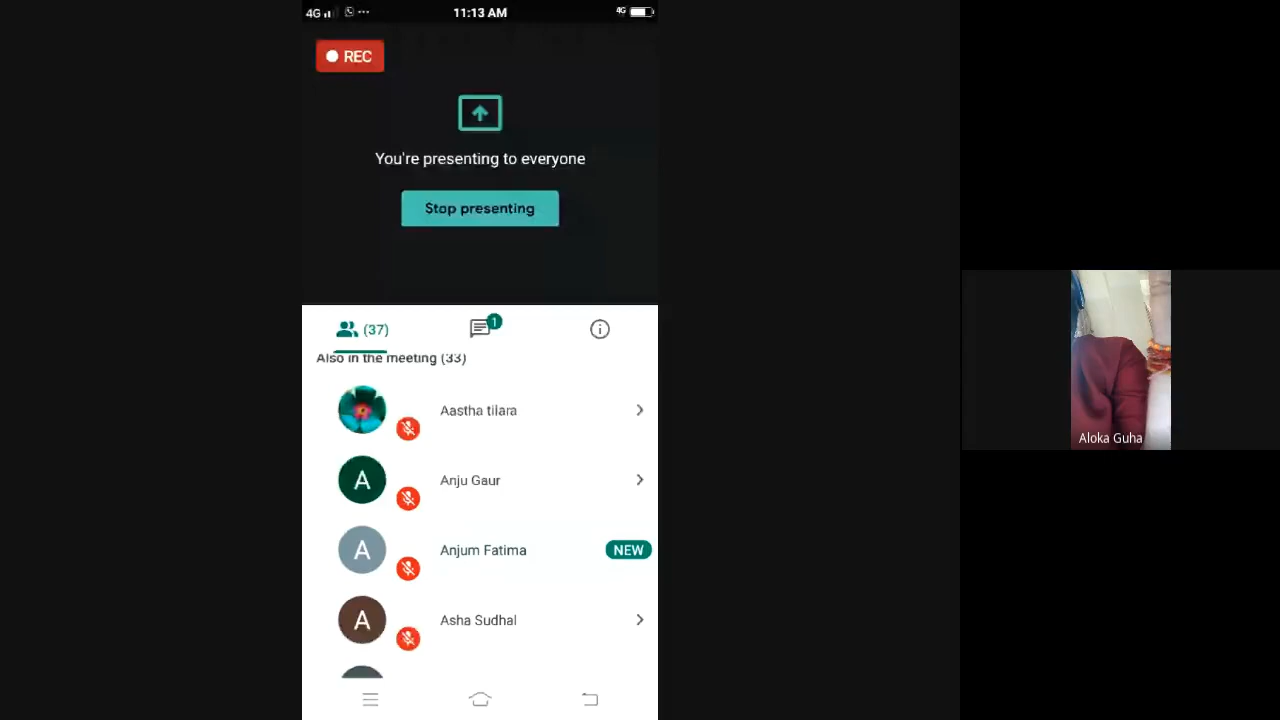 4G 11:13 AM 4G
REC
You're presenting to everyone
Stop presenting
(37) 1
Also in the meeting (33)
Aastha tilara
A Anju Gaur
A Anjum Fatima NEW
A Asha Sudhal
Aloka Guha